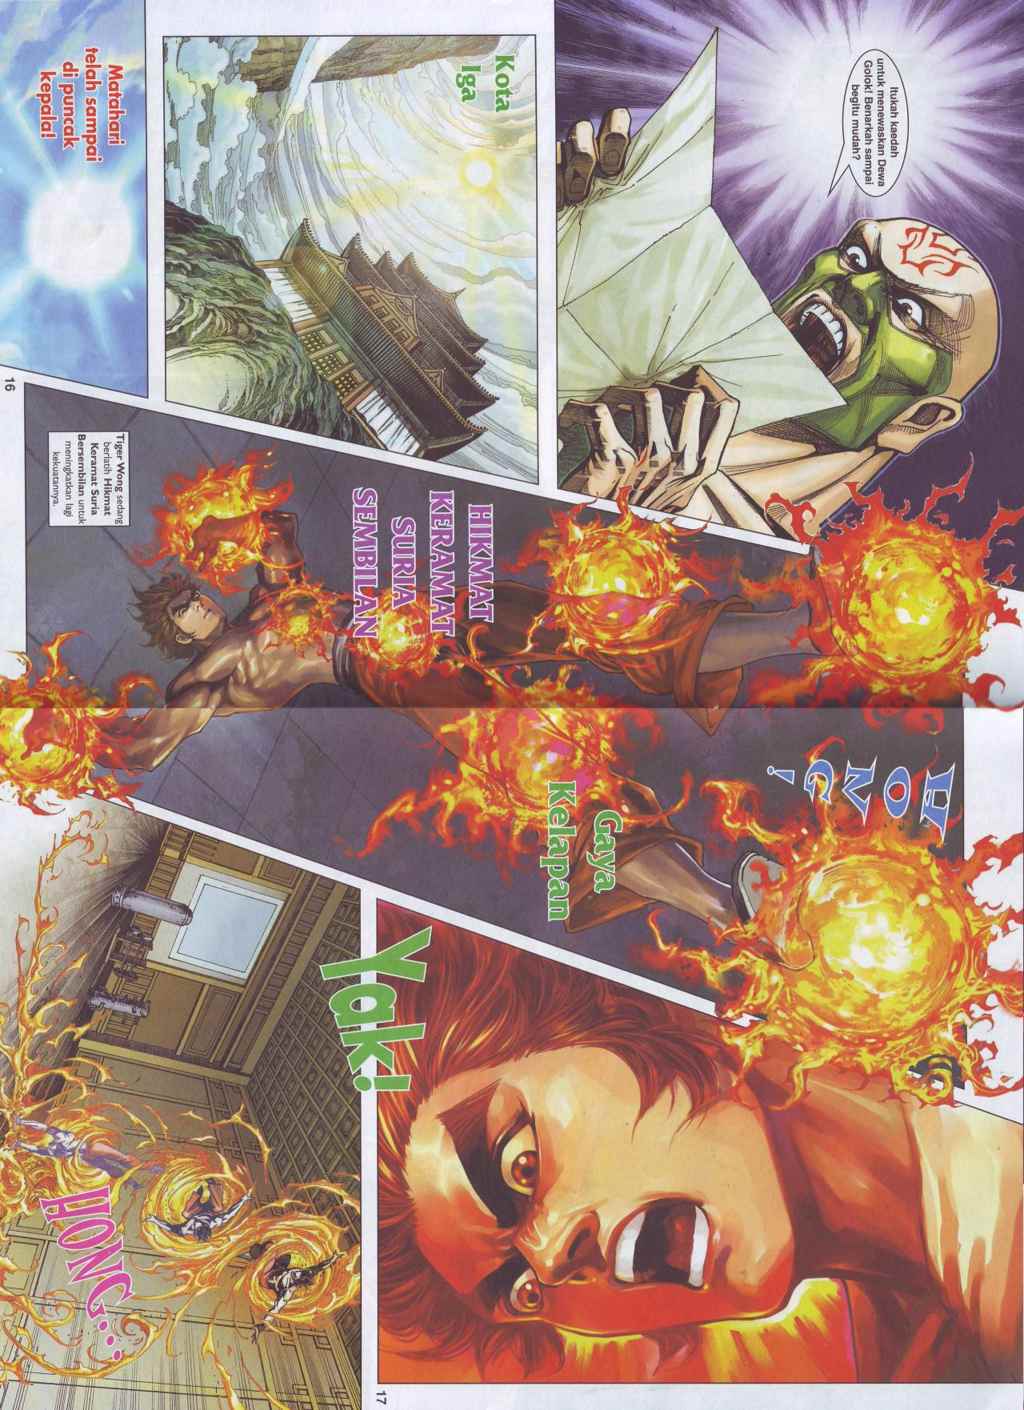 Itukah kaedah
untuk menewaskan Dewa
Golok! Benarkah sampai
begitu mudah?
Kota
Iga
Matahari
telah sampai
di puncak
kepala!
HIKMAT
KERAMAT
SURIA
SEMBILAN
Tiger Wong sedang
berlatih Hikmat
Keramat Suria
Bersembilan untuk
meningkatkan lagi
kekuatannya.
16
HONG!
Gaya
Kelapan
Yak!
HONG...
17